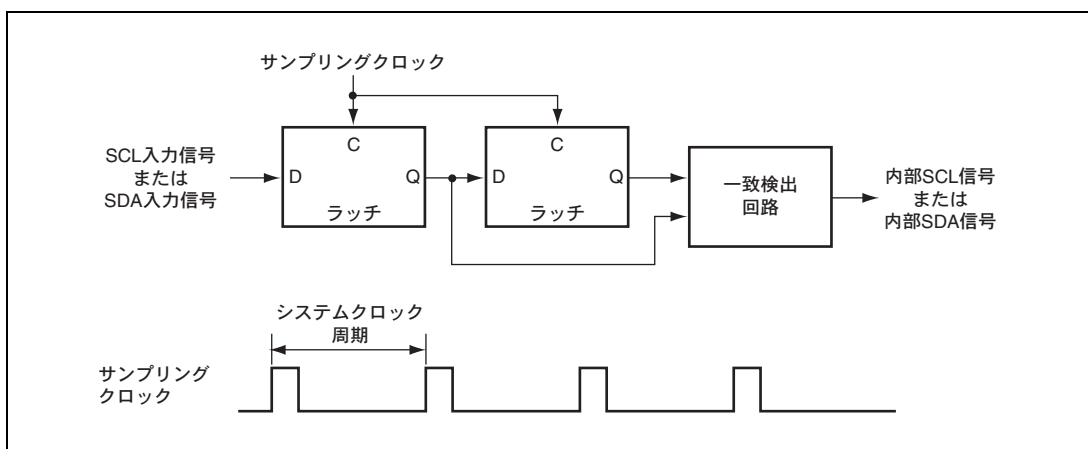 サンプリングクロック
SCL入力信号
または
SDA入力信号
C
D
Q
ラッチ
C
D
Q
ラッチ
一致検出
回路
内部SCL信号
または
内部SDA信号
システムクロック
周期
サンプリング
クロック